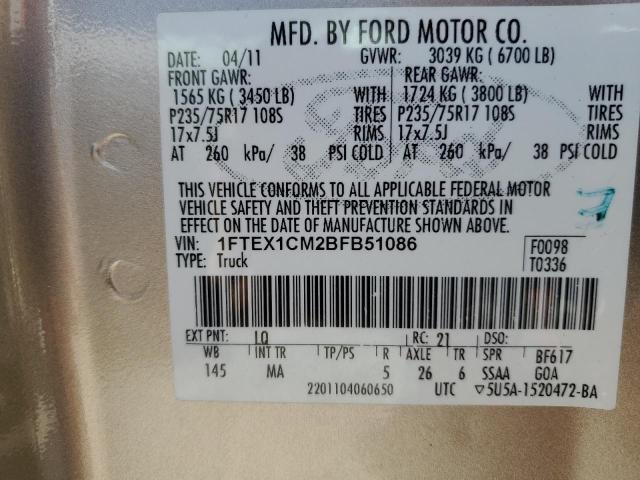 MFD. BY FORD MOTOR CO.
DATE: 04/11 GVWR: 3039 KG ( 6700 LB)
FRONT GAWR: REAR GAWR:
1565 KG ( 3450 LB) WITH 1724 KG ( 3800 LB) WITH
P235/75R17 108S TIRES P235/75R17 108S TIRES
17x7.5J RIMS 17x7.5J RIMS
AT 260 kPa/ 38 PSI COLD AT 260 kPa/ 38 PSI COLD
THIS VEHICLE CONFORMS TO ALL APPLICABLE FEDERAL MOTOR
VEHICLE SAFETY AND THEFT PREVENTION STANDARDS IN
EFFECT ON THE DATE OF MANUFACTURE SHOWN ABOVE.
VIN: 1FTEX1CM2BFB51086 F0098
TYPE: Truck T0336
EXT PNT: LQ RC: 21 DSO:
WB INT TR TP/PS R AXLE TR SPR BF617
145 MA 5 26 6 SSAA GOA
2201104060650 UTC ▽5U5A-1520472-BA